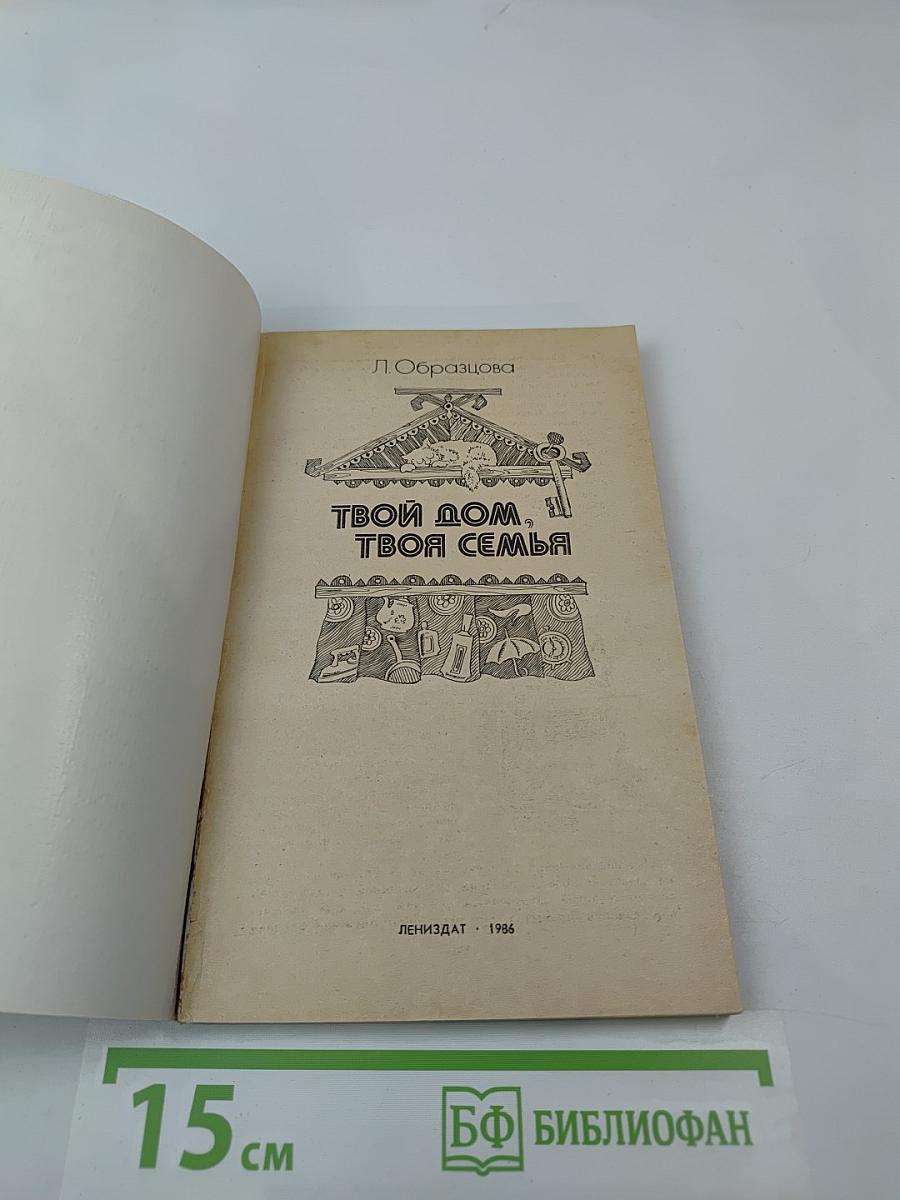 Л. Образцова
ТВОЙ ДОМ,
ТВОЯ СЕМЬЯ
ЛЕНИЗДАТ · 1986
15 см
БФ БИБЛИОФАН